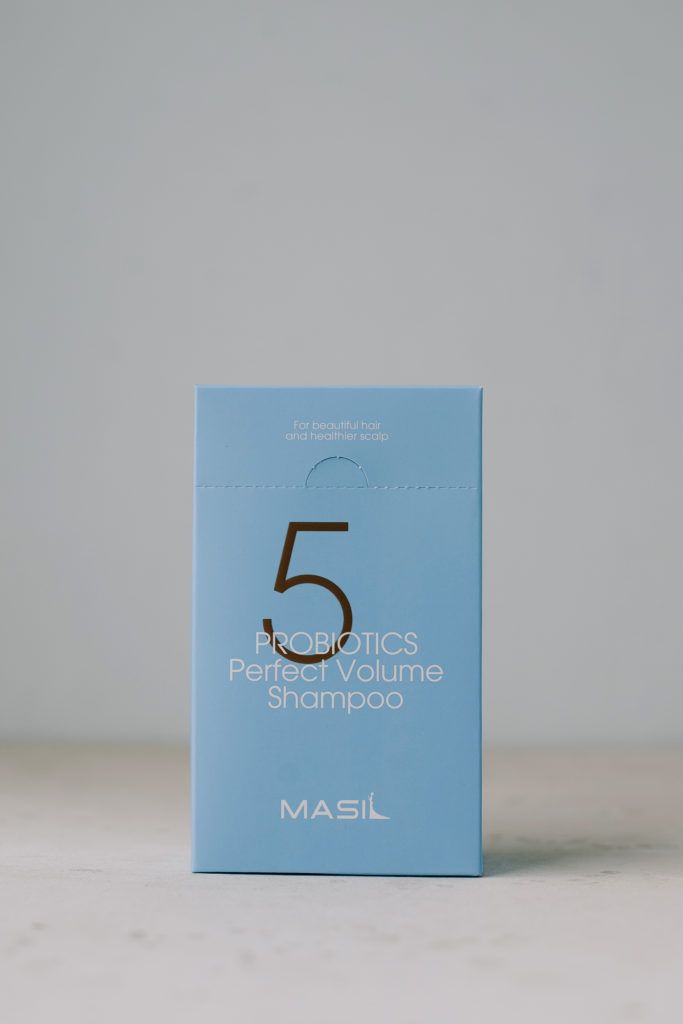 For beautiful hair
and healthier scalp
5
PROBIOTICS
Perfect Volume
Shampoo
MASIL